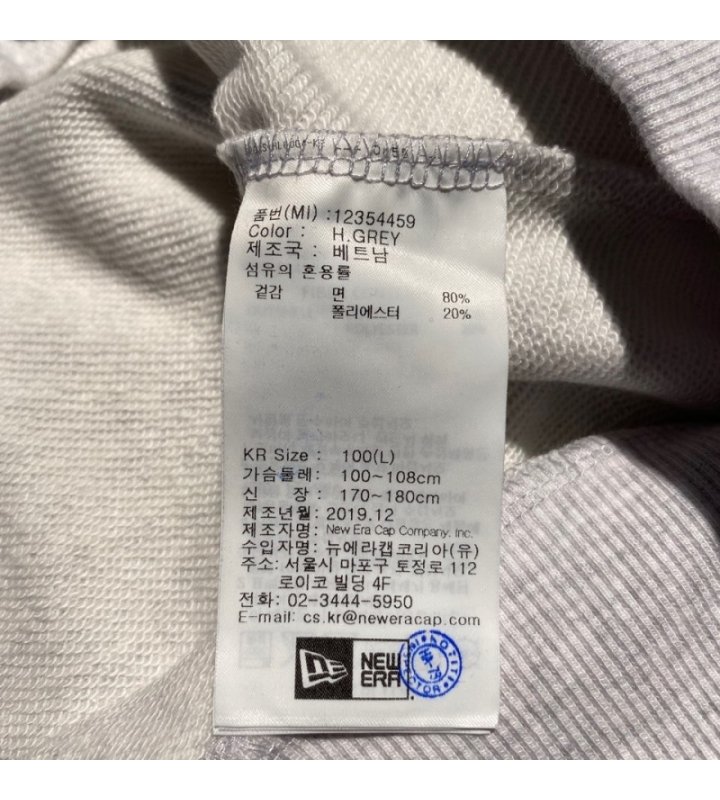 품번(MI) :12354459
Color : H.GREY
제조국 : 베트남
섬유의 혼용률
겉감 면 80%
폴리에스터 20%
KR Size : 100(L)
가슴둘레: 100~108cm
신 장: 170~180cm
제조년월: 2019.12
제조자명: New Era Cap Company, Inc.
수입자명: 뉴에라캡코리아(유)
주소: 서울시 마포구 토정로 112
로이코 빌딩 4F
전화: 02-3444-5950
E-mail: cs.kr@neweracap.com
NEW
ERA